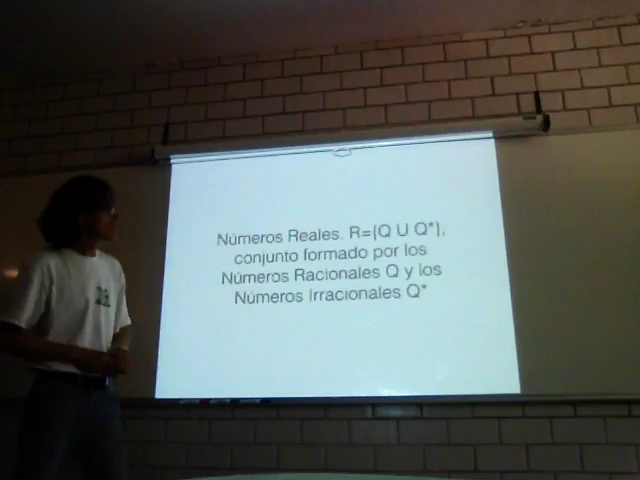 Números Reales. R={Q U Q*},
conjunto formado por los
Números Racionales Q y los
Números Irracionales Q*